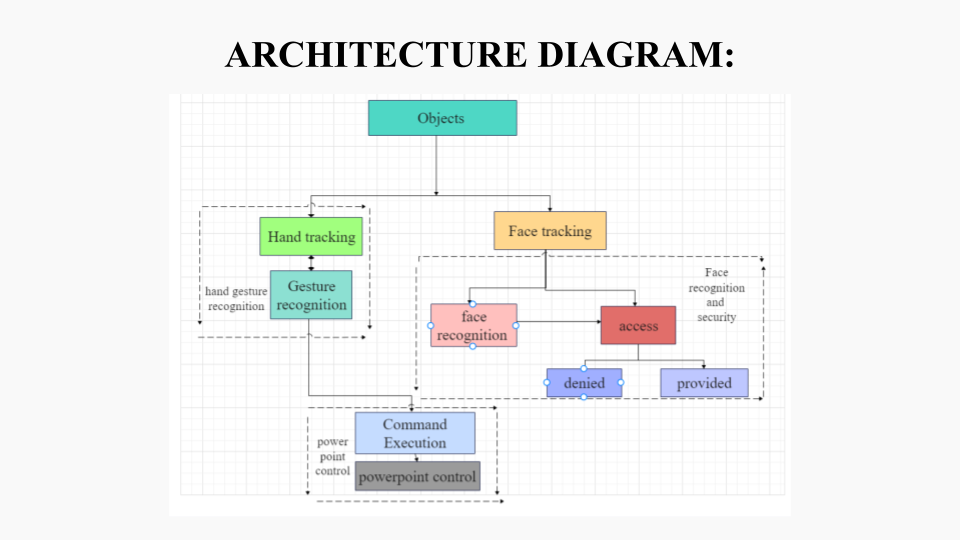 ARCHITECTURE DIAGRAM:
Objects
Hand tracking
Face tracking
Gesture
recognition
hand gesture
recognition
Face
recognition
and
security
face
recognition
access
denied
provided
Command
Execution
power
point
control
powerpoint control